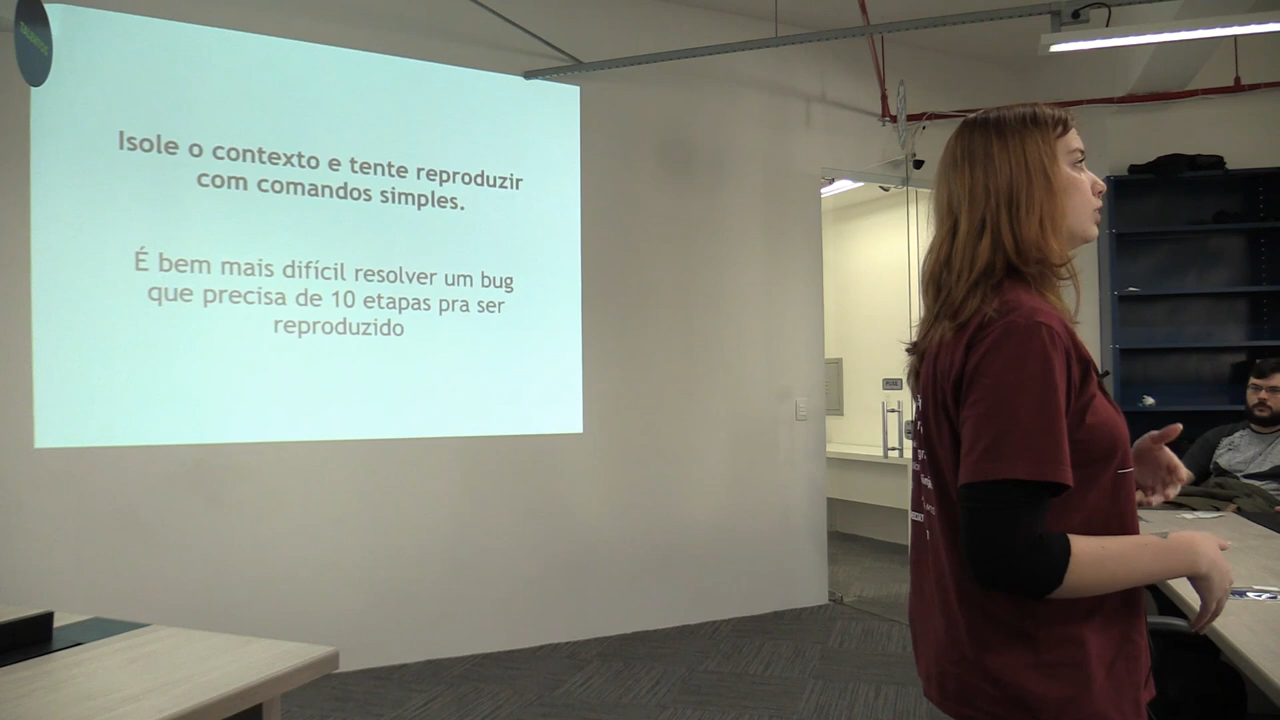 Isole o contexto e tente reproduzir
com comandos simples.
É bem mais difícil resolver um bug
que precisa de 10 etapas pra ser
reproduzido